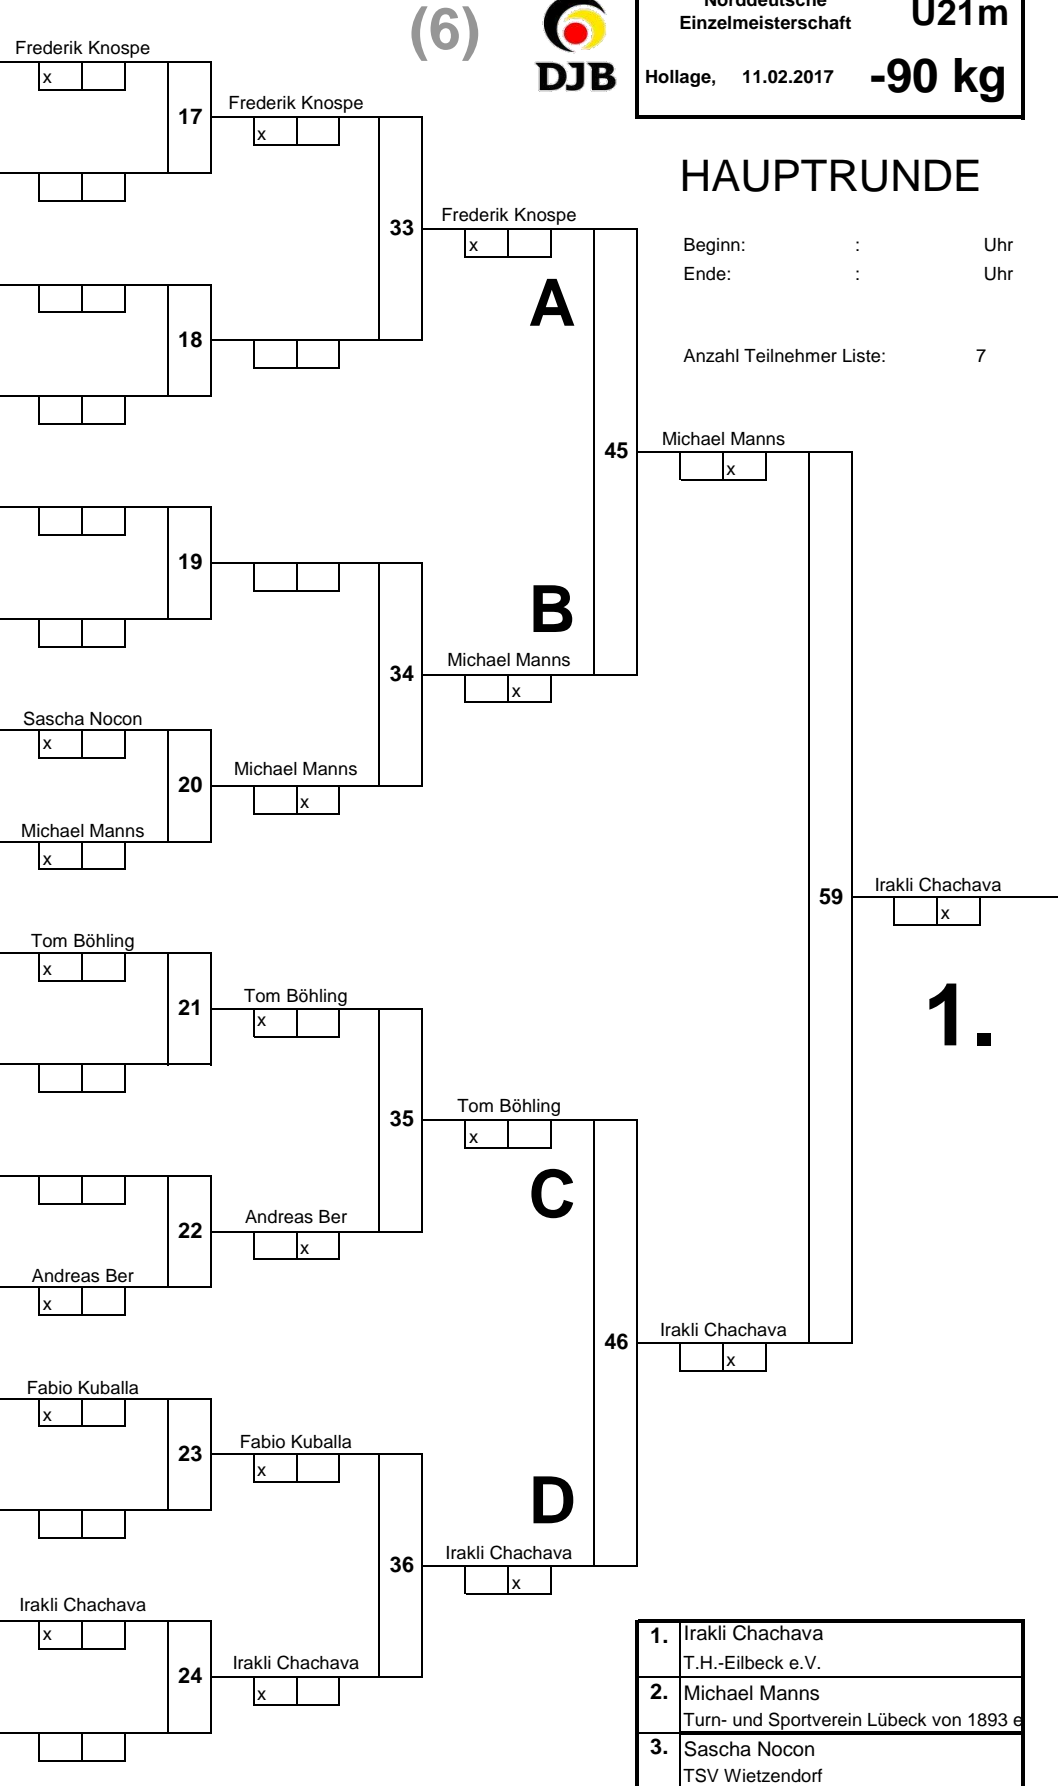 (6)
DJB
Norddeutsche
Einzelmeisterschaft
U21m
Hollage, 11.02.2017 -90 kg
HAUPTRUNDE
Beginn: : Uhr
Ende: : Uhr
Anzahl Teilnehmer Liste: 7
Frederik Knospe
x
17
Frederik Knospe
x
33
Frederik Knospe
x
A
18
45
Michael Manns
x
19
B
34
Michael Manns
x
Sascha Nocon
x
20
Michael Manns
x
Michael Manns
x
59
Irakli Chachava
x
1.
Tom Böhling
x
21
Tom Böhling
x
35
Tom Böhling
x
C
22
Andreas Ber
x
Andreas Ber
x
46
Irakli Chachava
x
Fabio Kuballa
x
23
Fabio Kuballa
x
D
36
Irakli Chachava
x
Irakli Chachava
x
24
Irakli Chachava
x
1. Irakli Chachava
T.H.-Eilbeck e.V.
2. Michael Manns
Turn- und Sportverein Lübeck von 1893 e
3. Sascha Nocon
TSV Wietzendorf